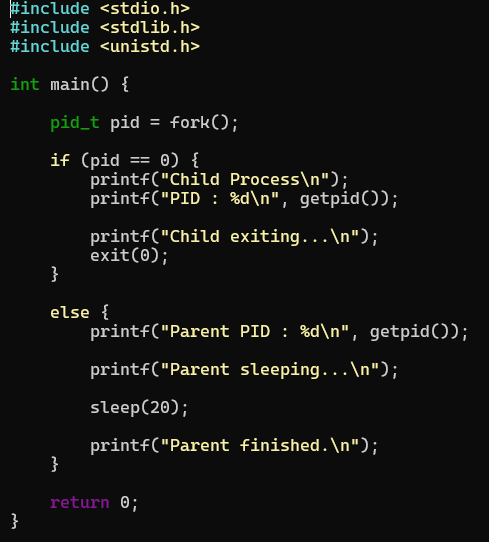 #include <stdio.h>
#include <stdlib.h>
#include <unistd.h>

int main() {

    pid_t pid = fork();

    if (pid == 0) {
        printf("Child Process\n");
        printf("PID : %d\n", getpid());

        printf("Child exiting...\n");
        exit(0);
    }

    else {
        printf("Parent PID : %d\n", getpid());

        printf("Parent sleeping...\n");

        sleep(20);

        printf("Parent finished.\n");
    }

    return 0;
}